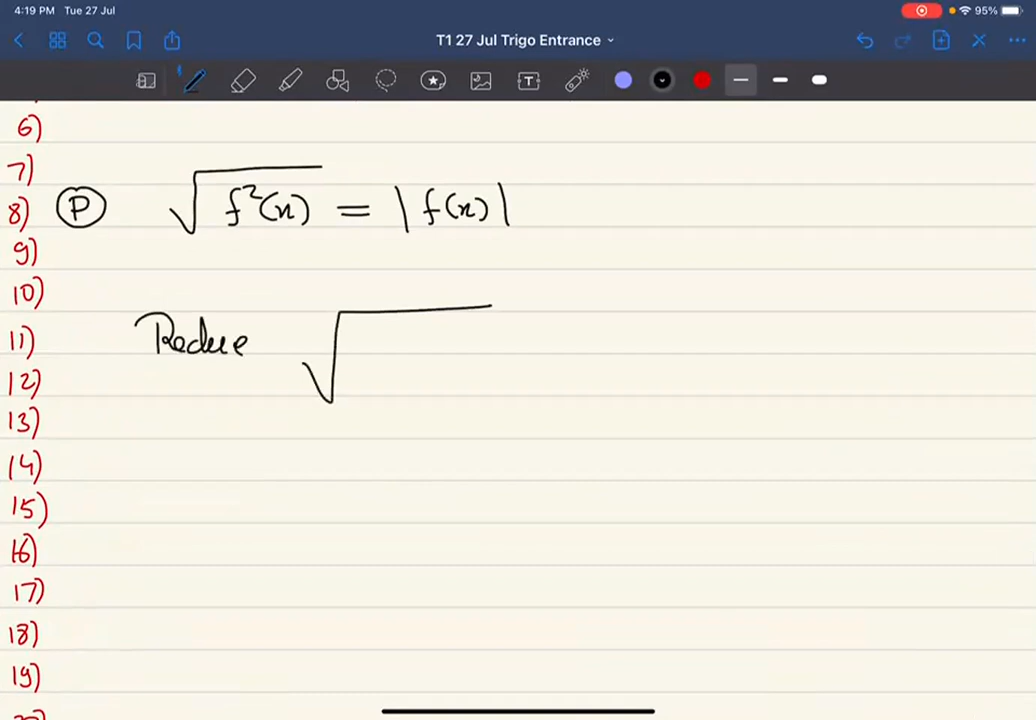 4:19 PM Tue 27 Jul
95%
T1 27 Jul Trigo Entrance
T
6)
7)
8) P √f²(x) = |f(x)|
9)
10)
11) Reduce √
12)
13)
14)
15)
16)
17)
18)
19)